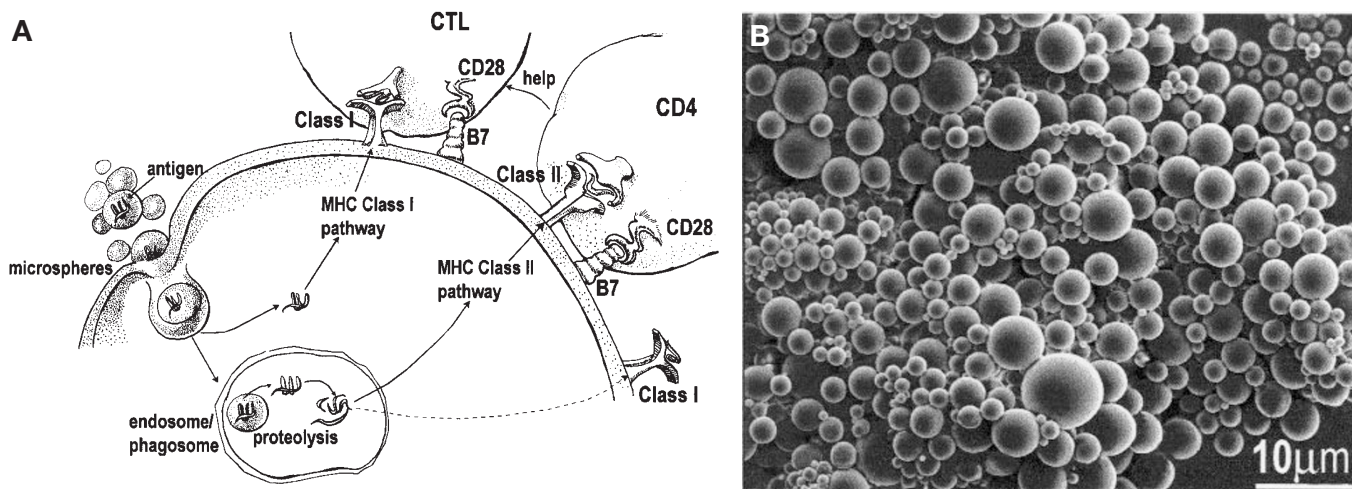 A
CTL
CD28
help
CD4
Class I
B7
antigen
Class II
MHC Class I
pathway
CD28
microspheres
MHC Class II
pathway
B7
Class I
endosome/
phagosome
proteolysis
B
10μm